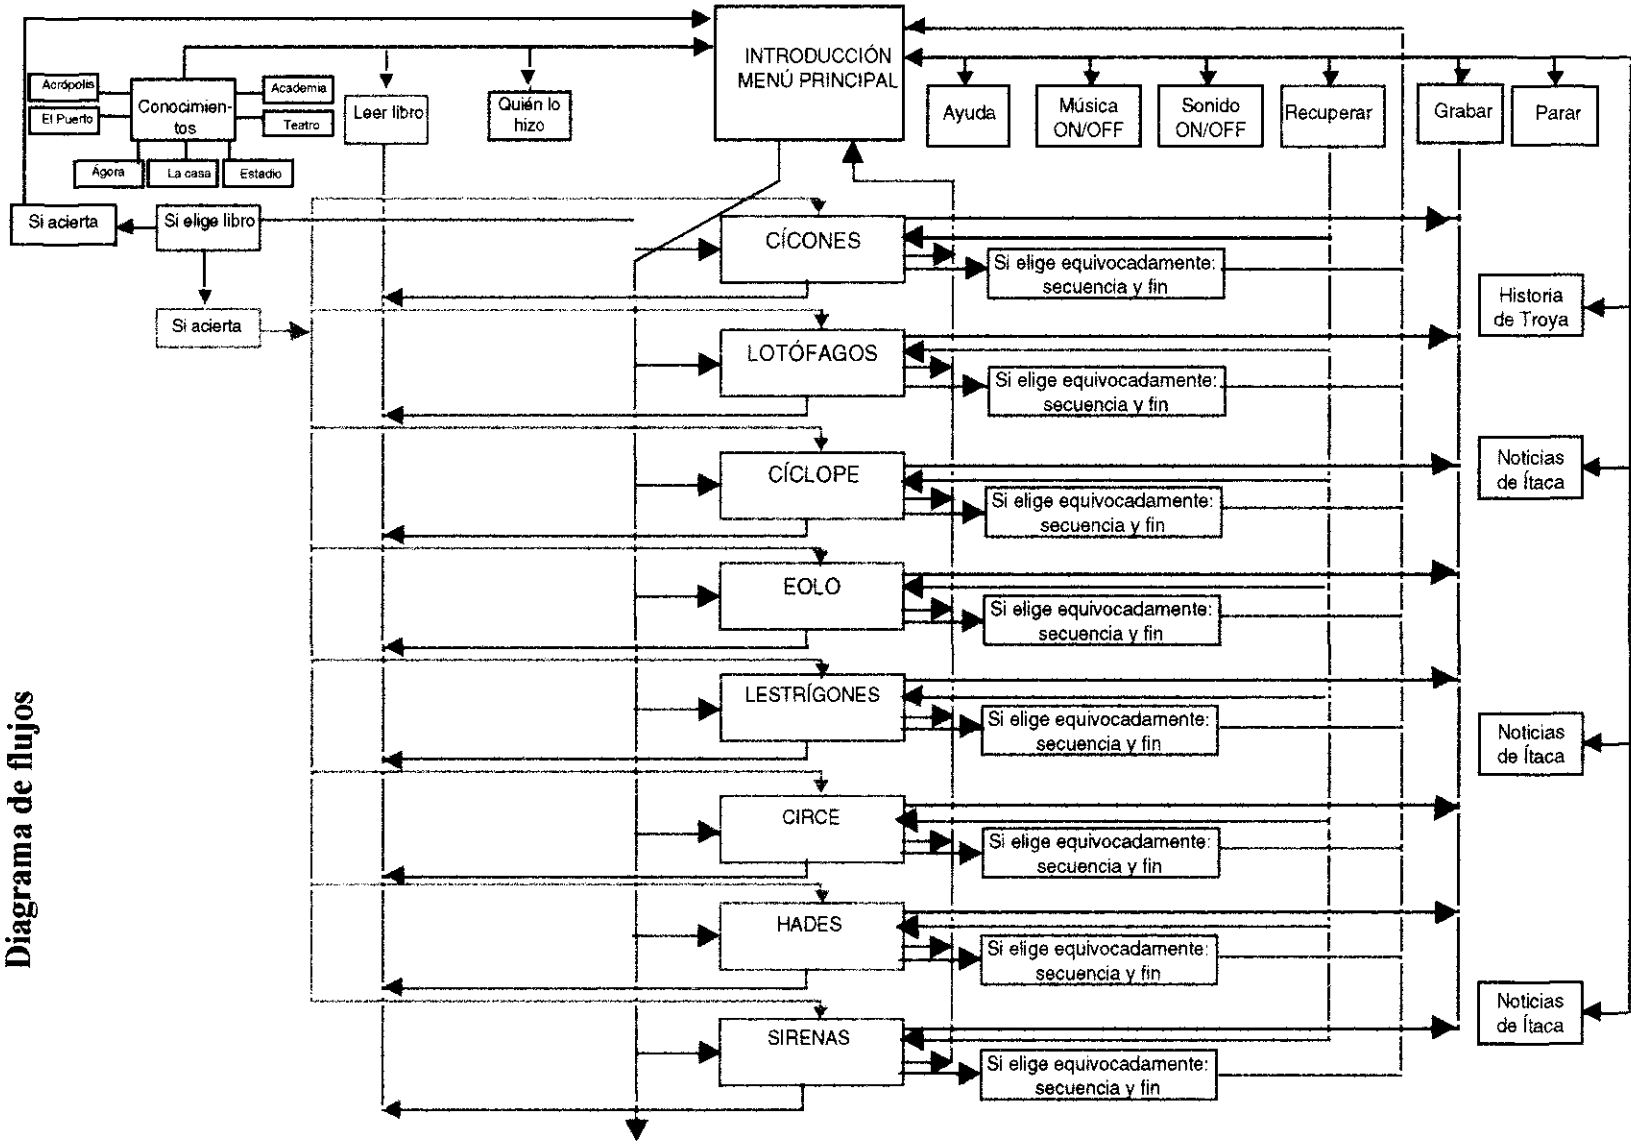 INTRODUCCIÓN
MENÚ PRINCIPAL
Acrópolis
El Puerto
Conocimien-
tos
Academia
Teatro
Ágora
La casa
Estadio
Leer libro
Quién lo
hizo
Ayuda
Música
ON/OFF
Sonido
ON/OFF
Recuperar
Grabar
Parar
Si acierta
Si elige libro
Si acierta
CÍCONES
Si elige equivocadamente:
secuencia y fin
Historia
de Troya
LOTÓFAGOS
Si elige equivocadamente:
secuencia y fin
CÍCLOPE
Si elige equivocadamente:
secuencia y fin
Noticias
de Ítaca
EOLO
Si elige equivocadamente:
secuencia y fin
LESTRÍGONES
Si elige equivocadamente:
secuencia y fin
Noticias
de Ítaca
CIRCE
Si elige equivocadamente:
secuencia y fin
HADES
Si elige equivocadamente:
secuencia y fin
SIRENAS
Si elige equivocadamente:
secuencia y fin
Noticias
de Ítaca
Diagrama de flujos